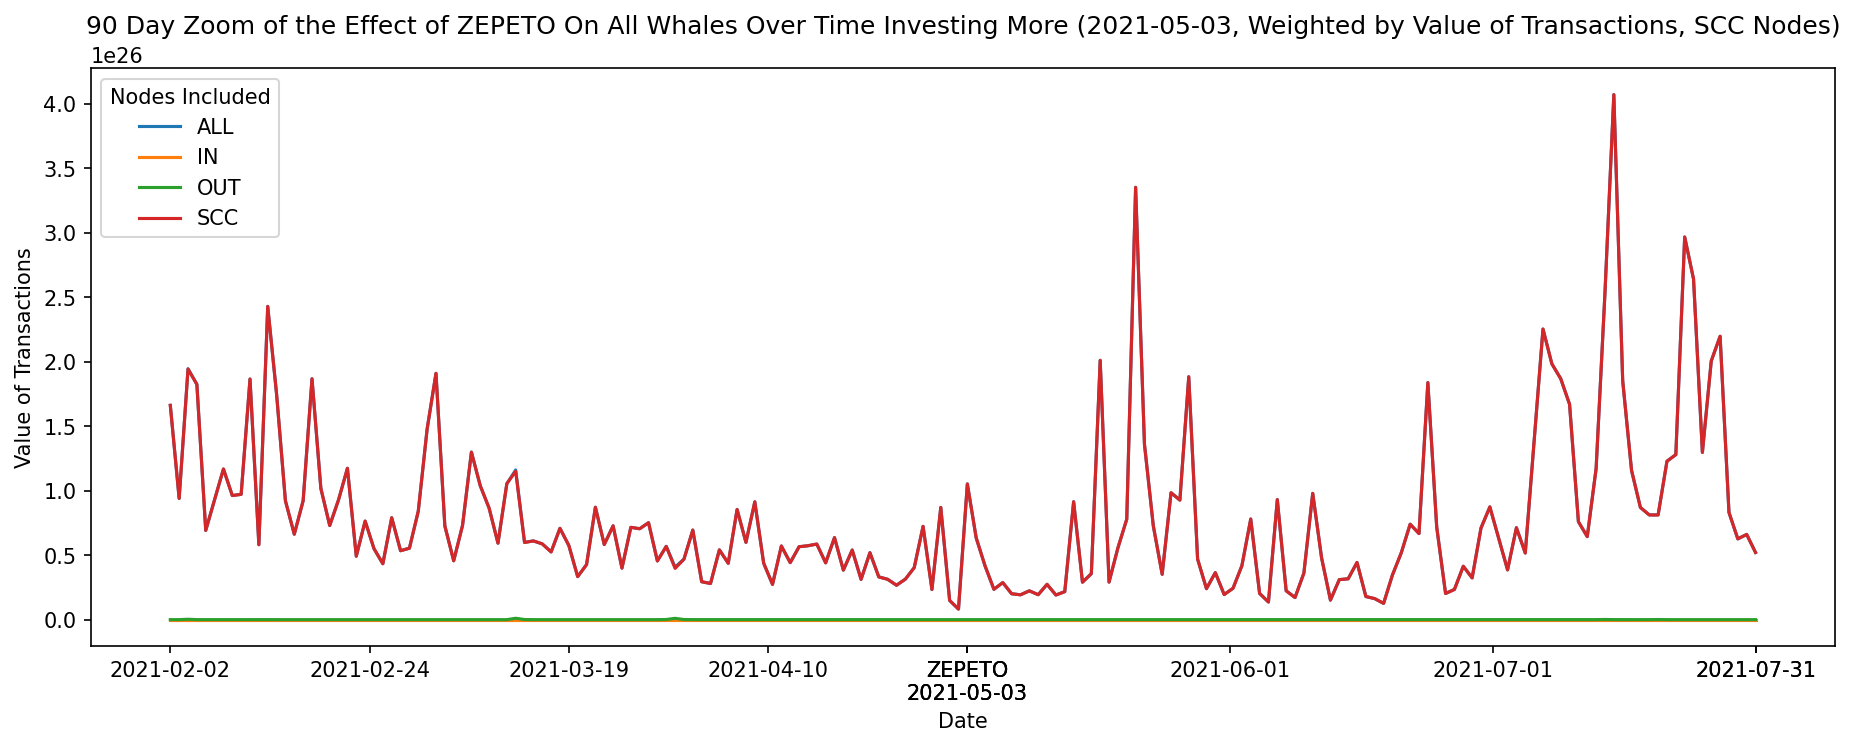 90 Day Zoom of the Effect of ZEPETO On All Whales Over Time Investing More (2021-05-03, Weighted by Value of Transactions, SCC Nodes)
1e26
Nodes Included
ALL
IN
OUT
SCC
4.0
3.5
3.0
2.5
2.0
1.5
1.0
0.5
0.0
Value of Transactions
2021-02-02 2021-02-24 2021-03-19 2021-04-10 ZEPETO 2021-06-01 2021-07-01 2021-07-31
2021-05-03
Date